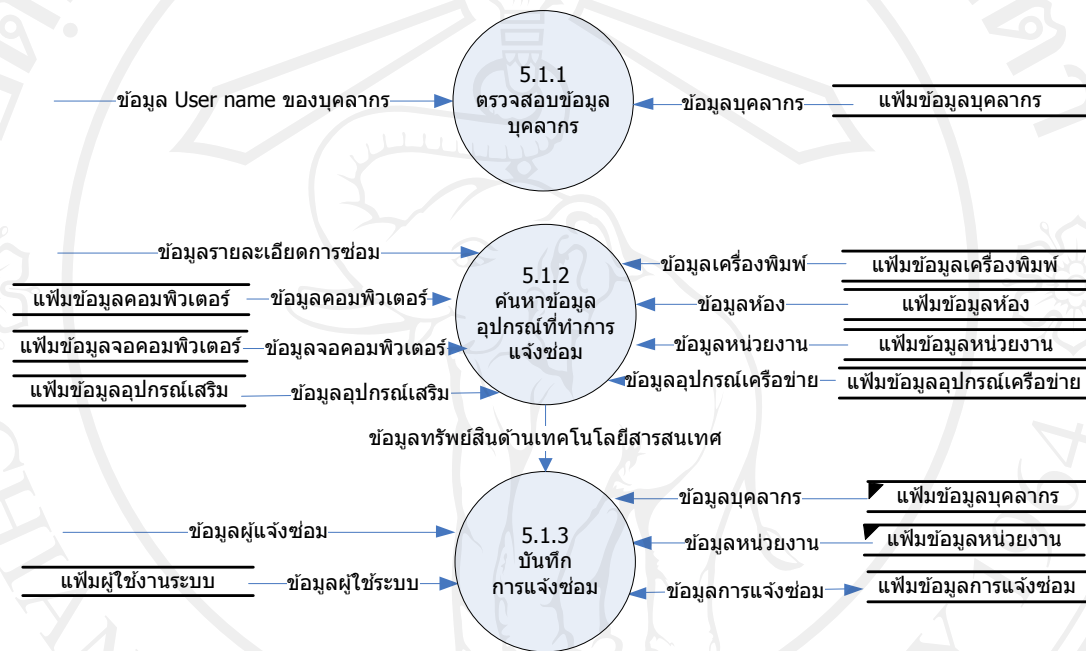 5.1.1
ตรวจสอบข้อมูล
บุคลากร
ข้อมูล User name ของบุคลากร
ข้อมูลบุคลากร
แฟ้มข้อมูลบุคลากร
ข้อมูลรายละเอียดการซ่อม
แฟ้มข้อมูลคอมพิวเตอร์
ข้อมูลคอมพิวเตอร์
แฟ้มข้อมูลจอคอมพิวเตอร์
ข้อมูลจอคอมพิวเตอร์
แฟ้มข้อมูลอุปกรณ์เสริม
ข้อมูลอุปกรณ์เสริม
5.1.2
ค้นหาข้อมูล
อุปกรณ์ที่ทำการ
แจ้งซ่อม
ข้อมูลเครื่องพิมพ์
แฟ้มข้อมูลเครื่องพิมพ์
ข้อมูลห้อง
แฟ้มข้อมูลห้อง
ข้อมูลหน่วยงาน
แฟ้มข้อมูลหน่วยงาน
ข้อมูลอุปกรณ์เครือข่าย
แฟ้มข้อมูลอุปกรณ์เครือข่าย
ข้อมูลทรัพย์สินด้านเทคโนโลยีสารสนเทศ
ข้อมูลผู้แจ้งซ่อม
แฟ้มผู้ใช้งานระบบ
ข้อมูลผู้ใช้ระบบ
5.1.3
บันทึก
การแจ้งซ่อม
ข้อมูลบุคลากร
แฟ้มข้อมูลบุคลากร
ข้อมูลหน่วยงาน
แฟ้มข้อมูลหน่วยงาน
ข้อมูลการแจ้งซ่อม
แฟ้มข้อมูลการแจ้งซ่อม